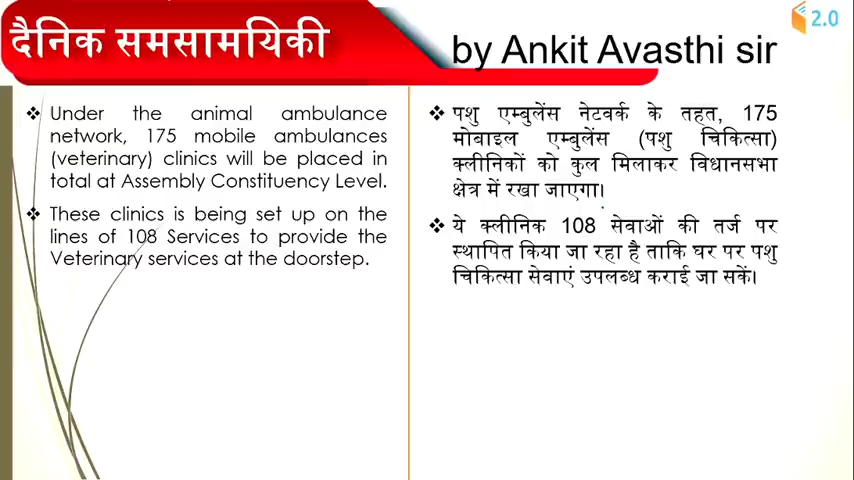 दैनिक समसामयिकी
by Ankit Avasthi sir
2.0
❖ Under the animal ambulance
network, 175 mobile ambulances
(veterinary) clinics will be placed in
total at Assembly Constituency Level.
❖ These clinics is being set up on the
lines of 108 Services to provide the
Veterinary services at the doorstep.
❖ पशु एम्बुलेंस नेटवर्क के तहत, 175
मोबाइल एम्बुलेंस (पशु चिकित्सा)
क्लीनिकों को कुल मिलाकर विधानसभा
क्षेत्र में रखा जाएगा।
❖ ये क्लीनिक 108 सेवाओं की तर्ज पर
स्थापित किया जा रहा है ताकि घर पर पशु
चिकित्सा सेवाएं उपलब्ध कराई जा सकें।